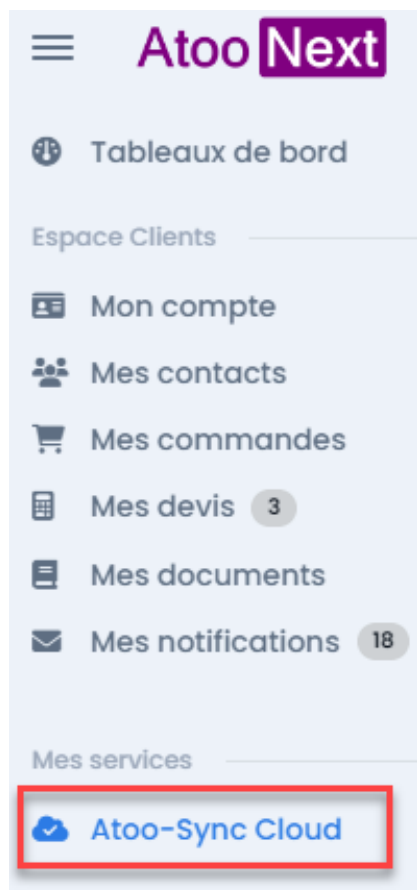 Atoo Next
Tableaux de bord
Espace Clients
Mon compte
Mes contacts
Mes commandes
Mes devis 3
Mes documents
Mes notifications 18
Mes services
Atoo-Sync Cloud